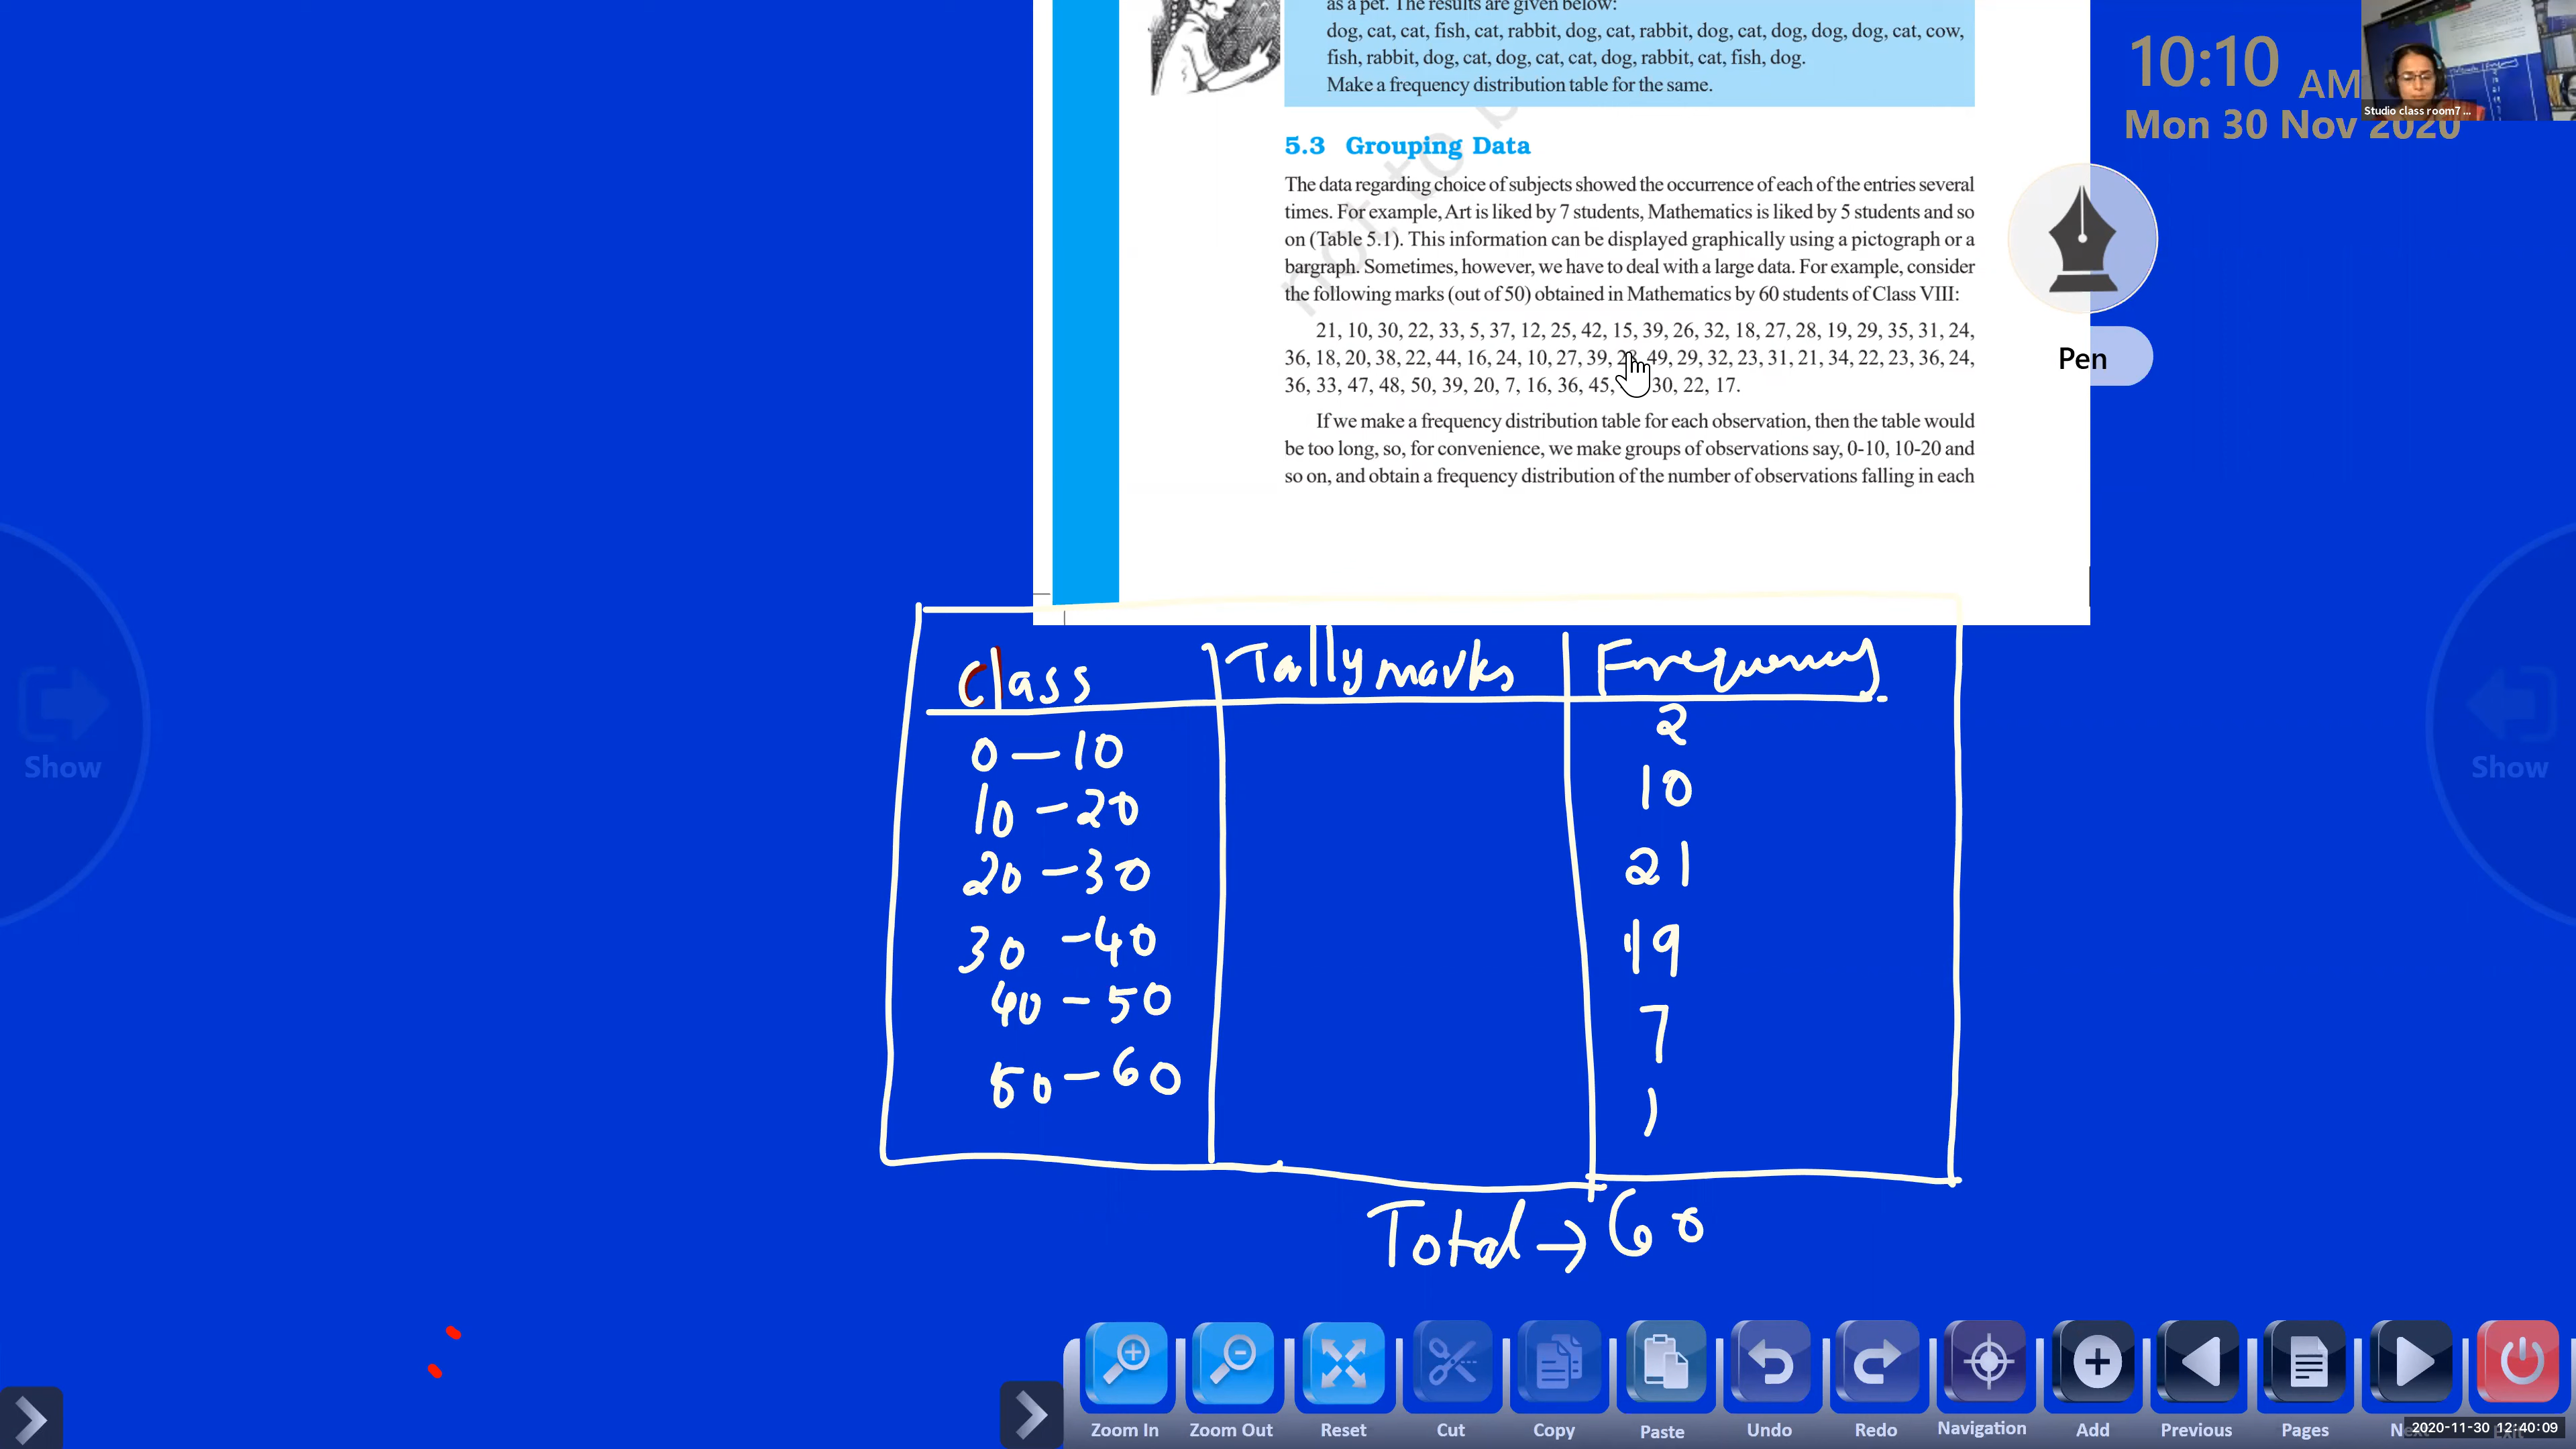 as a pet. The results are given below:
dog, cat, cat, fish, cat, rabbit, dog, cat, rabbit, dog, cat, dog, dog, dog, cat, cow,
fish, rabbit, dog, cat, dog, cat, cat, dog, rabbit, cat, fish, dog.
Make a frequency distribution table for the same.
10:10 AM
Mon 30 Nov 2020
Studio class room7 ...
5.3 Grouping Data
The data regarding choice of subjects showed the occurrence of each of the entries several
times. For example, Art is liked by 7 students, Mathematics is liked by 5 students and so
on (Table 5.1). This information can be displayed graphically using a pictograph or a
bargraph. Sometimes, however, we have to deal with a large data. For example, consider
the following marks (out of 50) obtained in Mathematics by 60 students of Class VIII:
21, 10, 30, 22, 33, 5, 37, 12, 25, 42, 15, 39, 26, 32, 18, 27, 28, 19, 29, 35, 31, 24,
36, 18, 20, 38, 22, 44, 16, 24, 10, 27, 39, 49, 29, 32, 23, 31, 21, 34, 22, 23, 36, 24,
36, 33, 47, 48, 50, 39, 20, 7, 16, 36, 45, 30, 22, 17.
If we make a frequency distribution table for each observation, then the table would
be too long, so, for convenience, we make groups of observations say, 0-10, 10-20 and
so on, and obtain a frequency distribution of the number of observations falling in each
not to b
Pen
Show
Show
Class Tally marks Frequency
0 — 10 2
10 - 20 10
20 - 30 21
30 - 40 19
40 - 50 7
50 - 60 1
Total → 60
Zoom In Zoom Out Reset Cut Copy Paste Undo Redo Navigation Add Previous Pages
2020-11-30 12:40:09